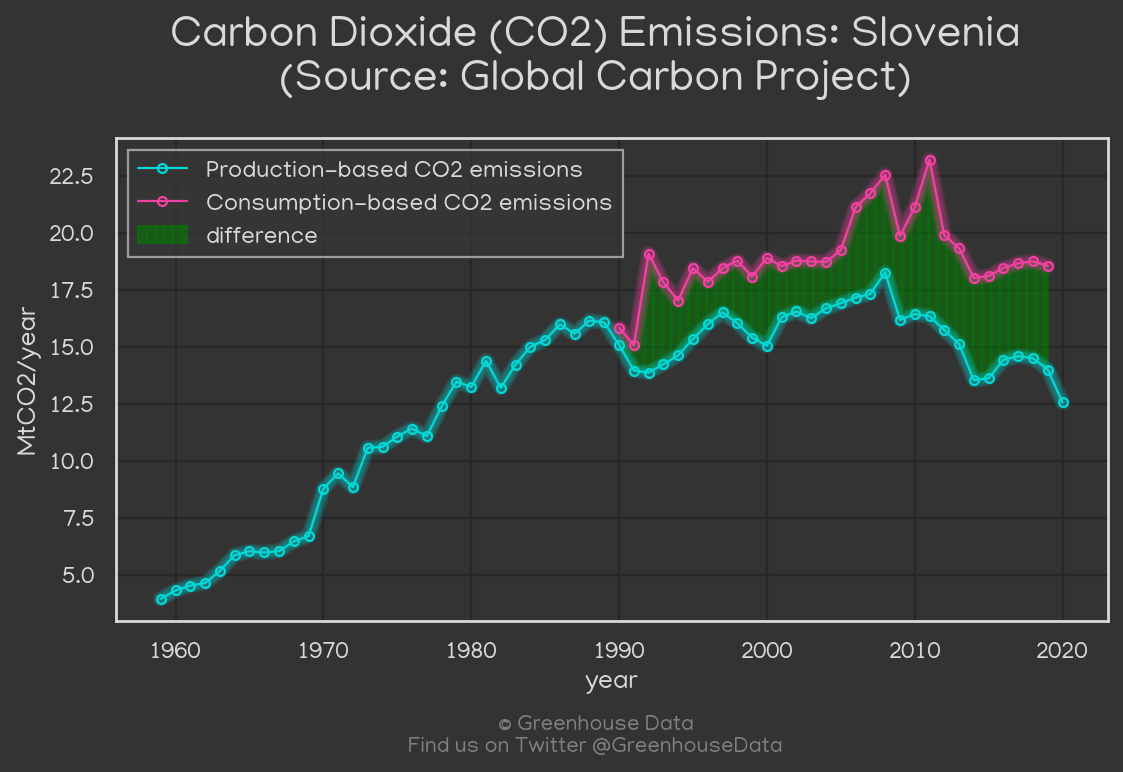 Carbon Dioxide (CO2) Emissions: Slovenia
(Source: Global Carbon Project)
Production-based CO2 emissions
Consumption-based CO2 emissions
difference
MtCO2/year
22.5
20.0
17.5
15.0
12.5
10.0
7.5
5.0
1960 1970 1980 1990 2000 2010 2020
year
© Greenhouse Data
Find us on Twitter @GreenhouseData